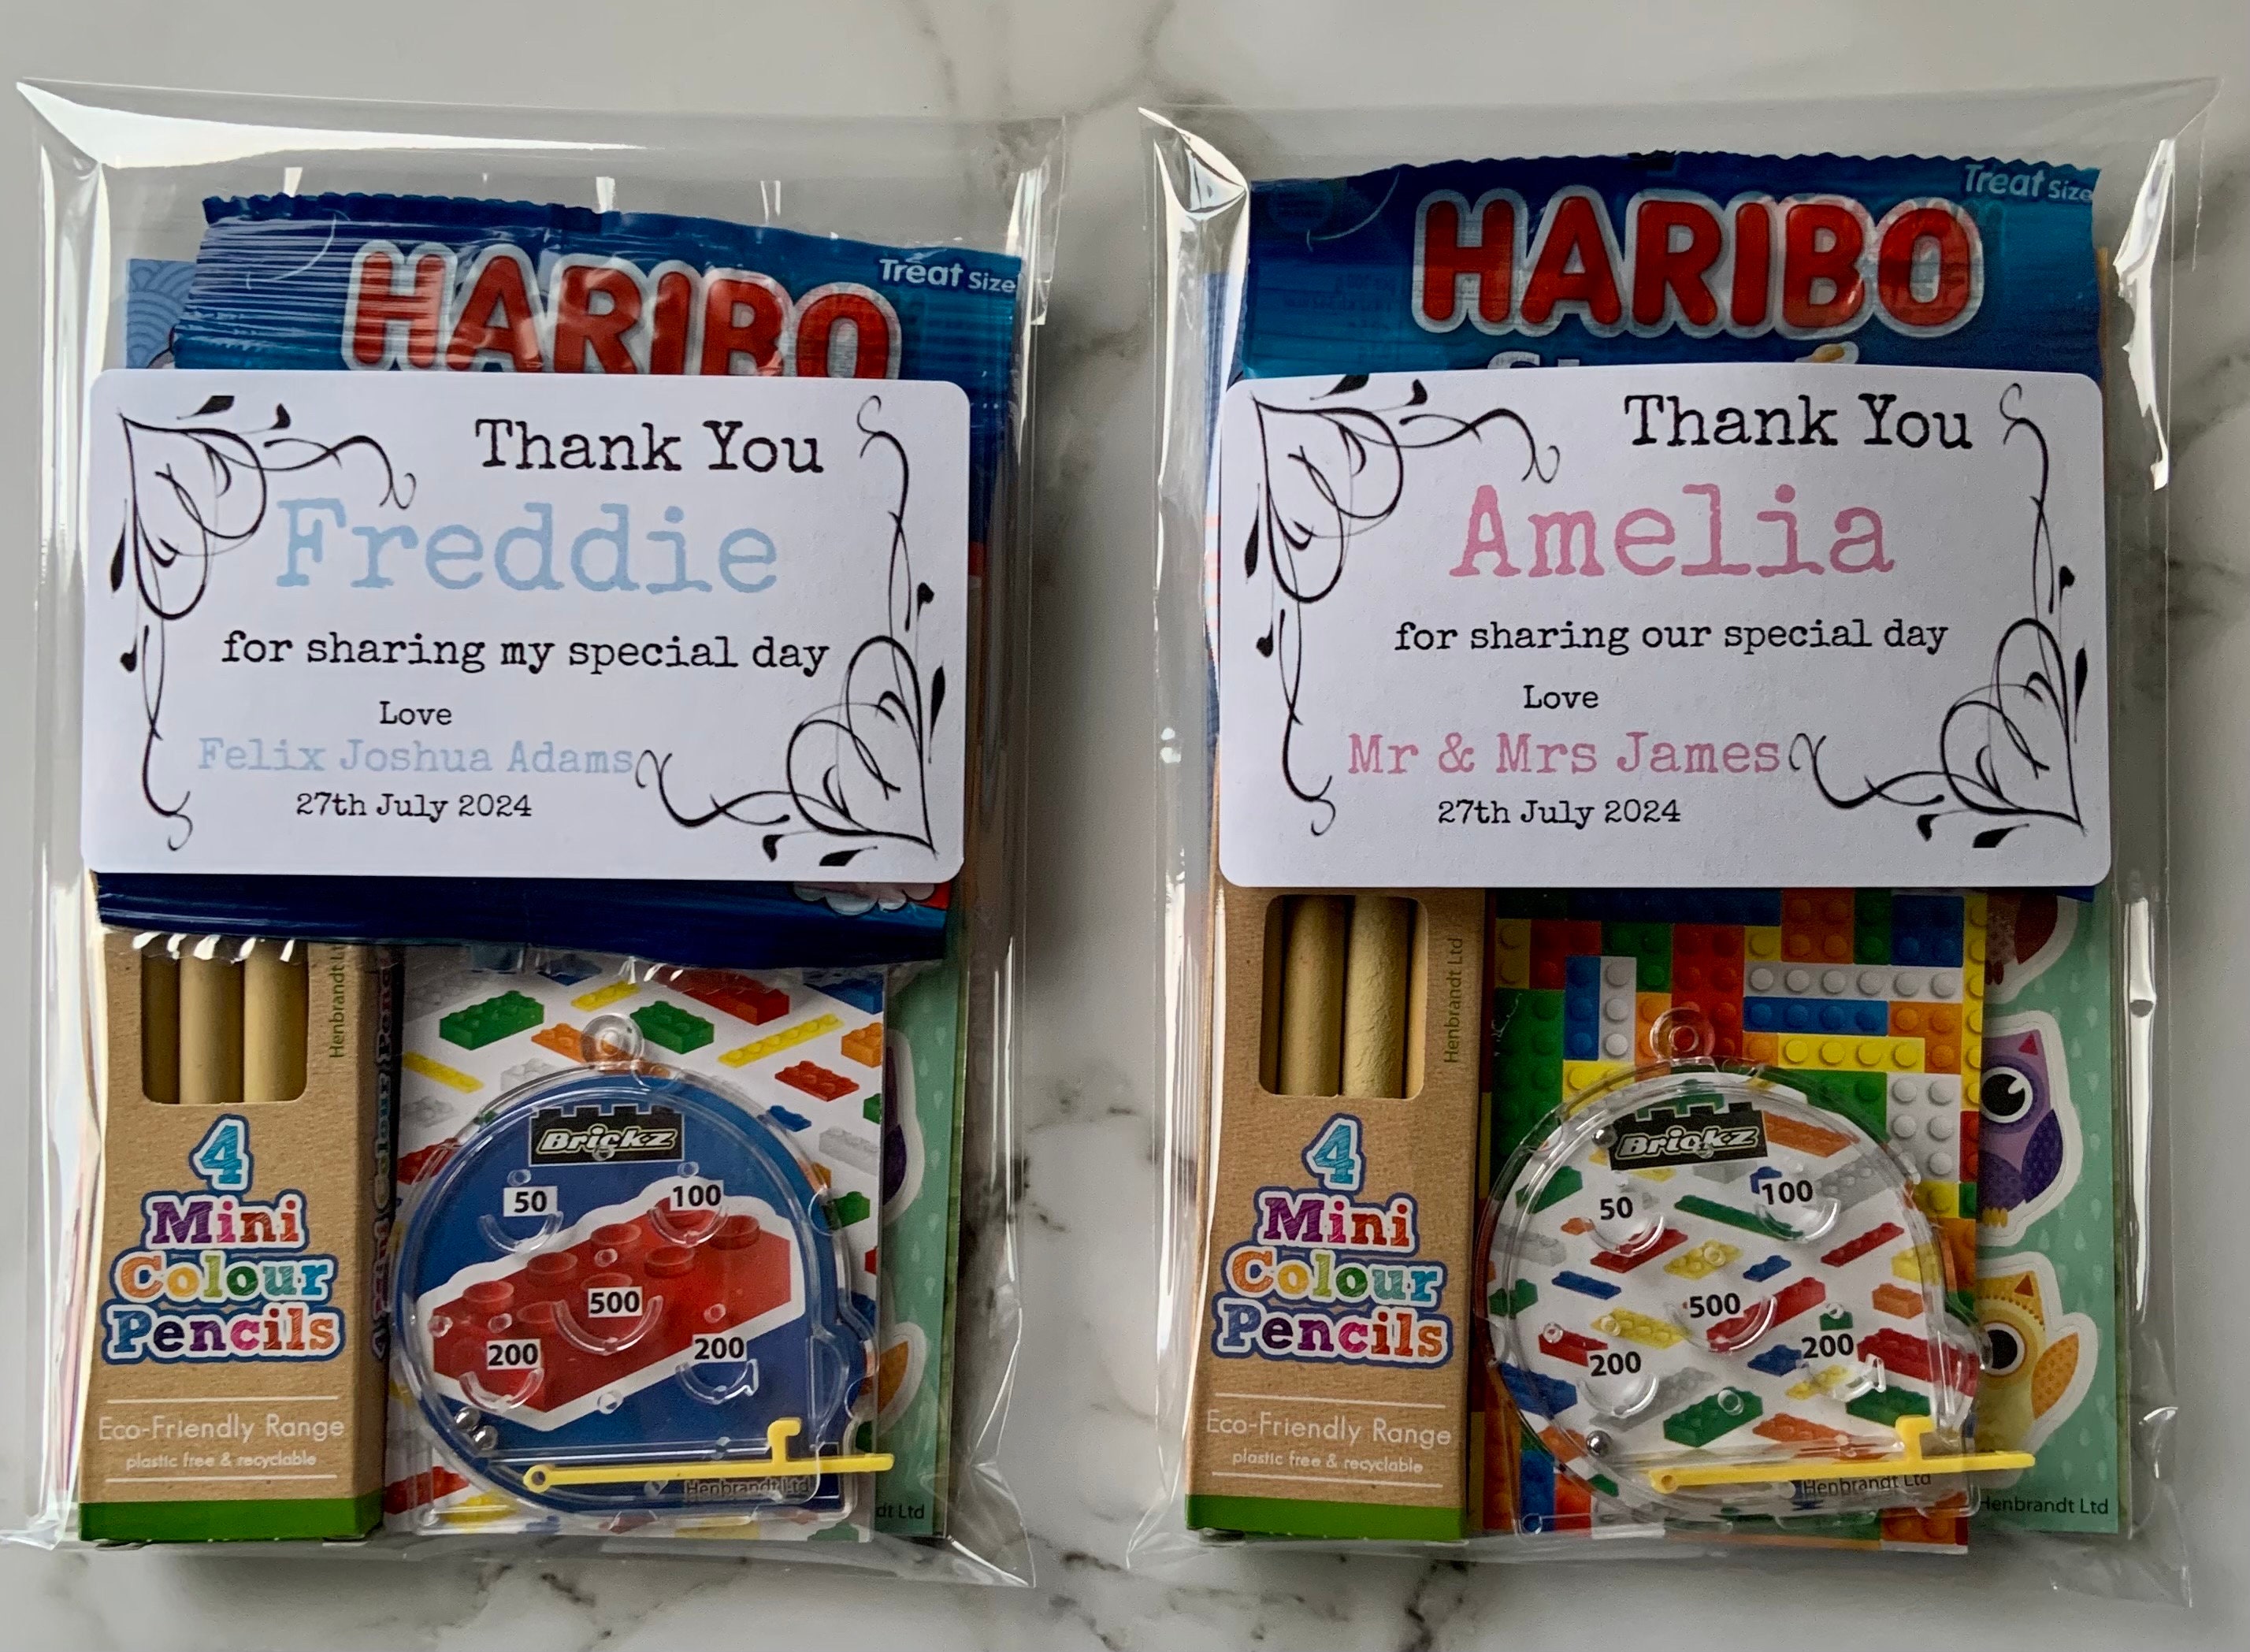 HARIBO
Treat Size
Thank You
Freddie
for sharing my special day
Love
Felix Joshua Adams
27th July 2024
Henbrandt Ltd
4
Mini
Colour
Pencils
Eco-Friendly Range
plastic free & recyclable
Brickz
50
100
500
200
200
Henbrandt Ltd
dt Ltd
HARIBO
Treat Size
Thank You
Amelia
for sharing our special day
Love
Mr & Mrs James
27th July 2024
Henbrandt Ltd
4
Mini
Colour
Pencils
Eco-Friendly Range
plastic free & recyclable
Brickz
50
100
500
200
200
Henbrandt Ltd
Henbrandt Ltd